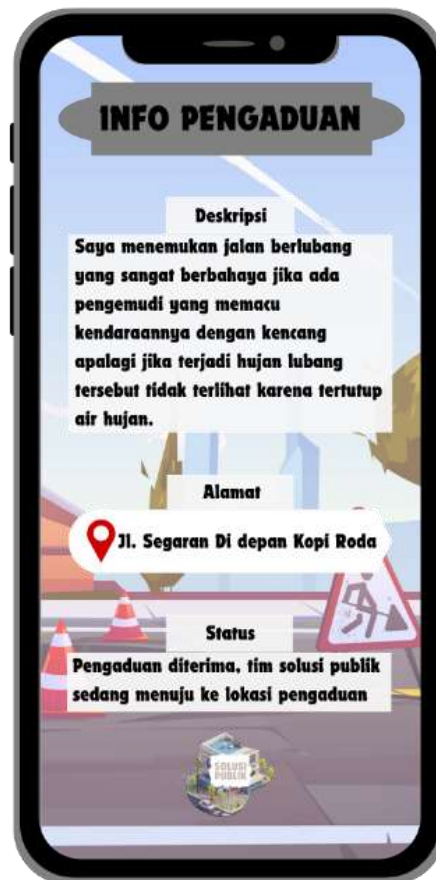 INFO PENGADUAN
Deskripsi
Saya menemukan jalan berlubang
yang sangat berbahaya jika ada
pengemudi yang memacu
kendaraannya dengan kencang
apalagi jika terjadi hujan lubang
tersebut tidak terlihat karena tertutup
air hujan.
Alamat
Jl. Segaran Di depan Kopi Roda
Status
Pengaduan diterima, tim solusi publik
sedang menuju ke lokasi pengaduan
SOLUSI
PUBLIK